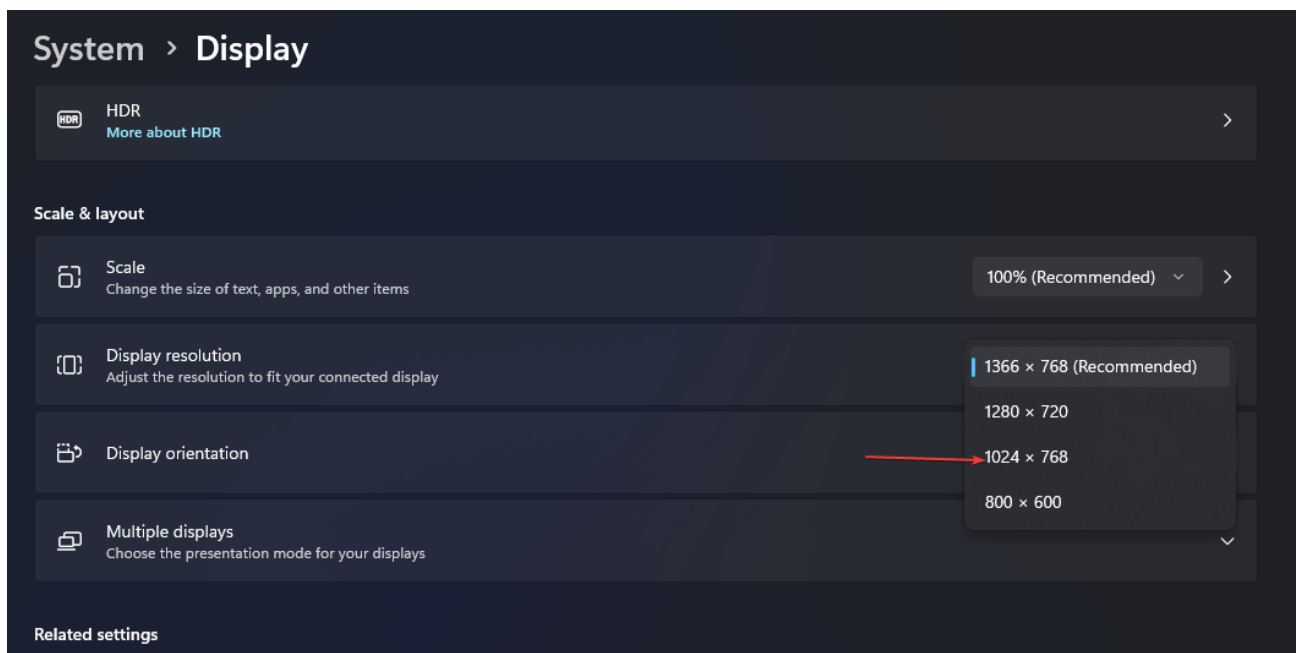 System > Display
HDR
HDR
More about HDR
Scale & layout
Scale
Change the size of text, apps, and other items
100% (Recommended)
Display resolution
Adjust the resolution to fit your connected display
1366 × 768 (Recommended)
1280 × 720
1024 × 768
800 × 600
Display orientation
Multiple displays
Choose the presentation mode for your displays
Related settings